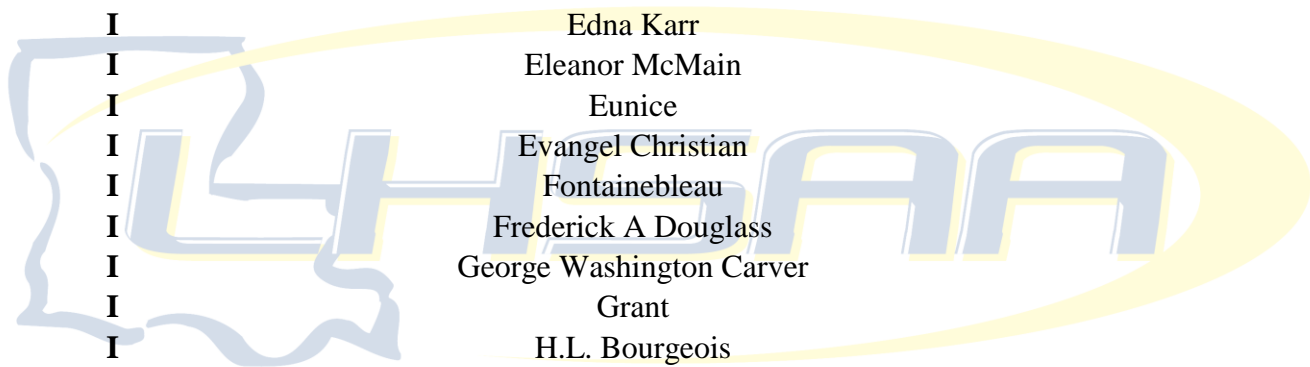 I Edna Karr
I Eleanor McMain
I Eunice
I Evangel Christian
I Fontainebleau
I Frederick A Douglass
I George Washington Carver
I Grant
I H.L. Bourgeois
LHSAA